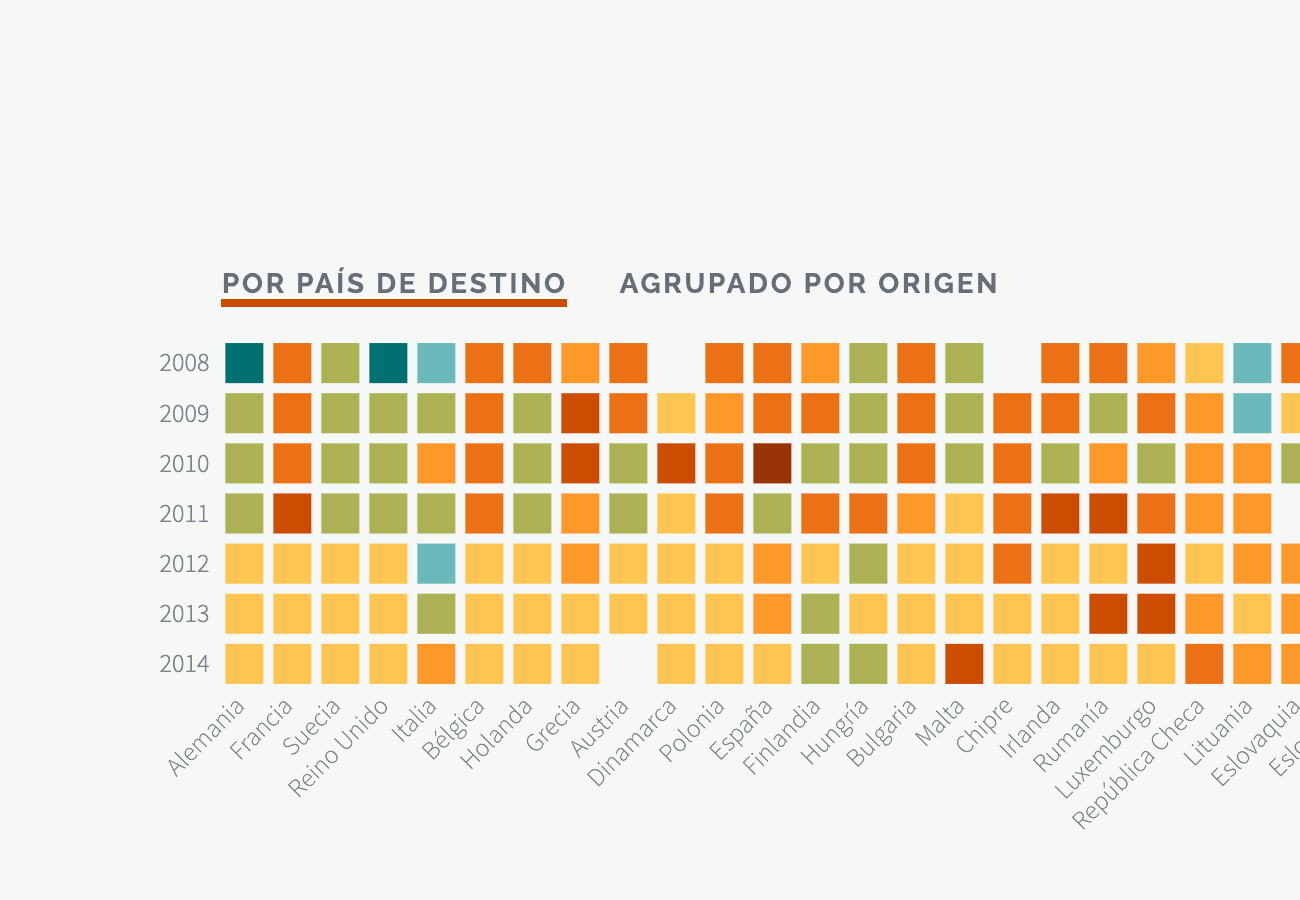 POR PAÍS DE DESTINO
AGRUPADO POR ORIGEN
2008
2009
2010
2011
2012
2013
2014
Alemania
Francia
Suecia
Reino Unido
Italia
Bélgica
Holanda
Grecia
Austria
Dinamarca
Polonia
España
Finlandia
Hungría
Bulgaria
Malta
Chipre
Irlanda
Rumanía
Luxemburgo
República Checa
Lituania
Eslovaquia